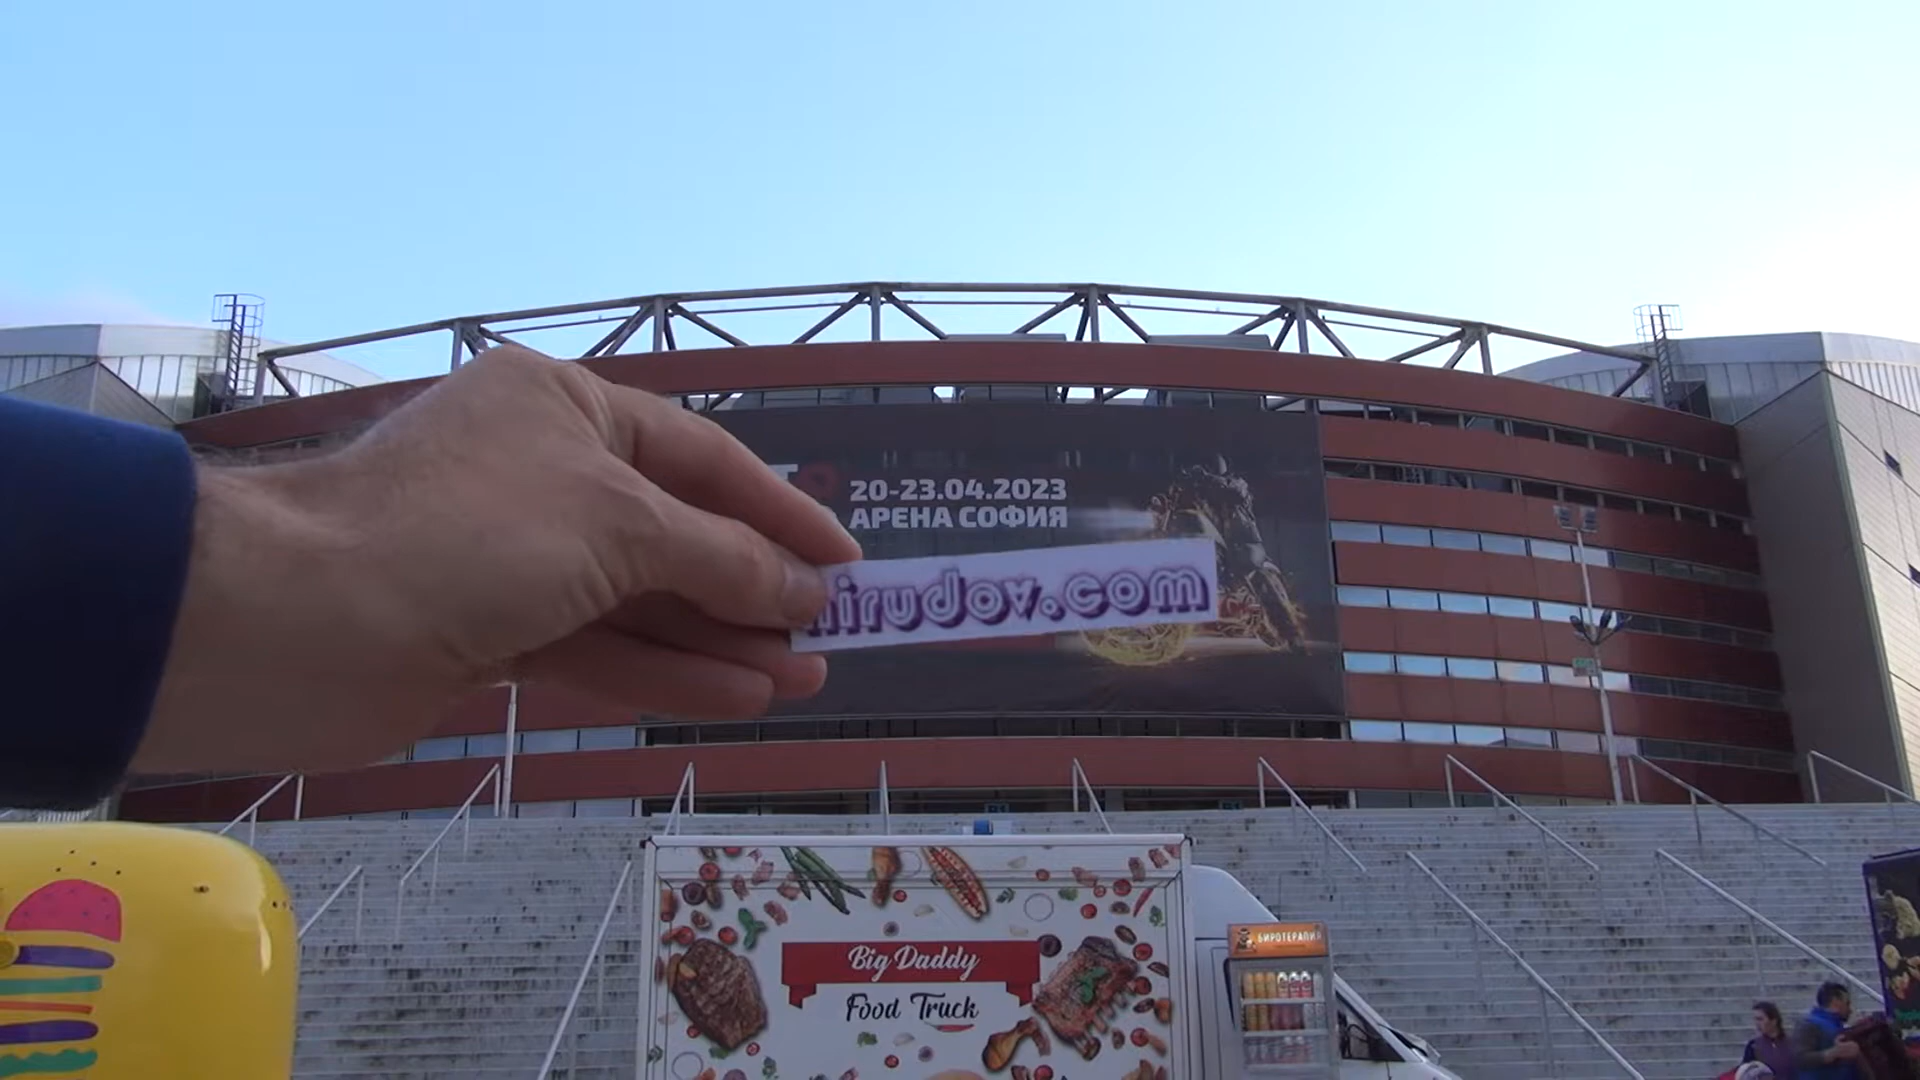 20-23.04.2023
АРЕНА СОФИЯ
irudov.com
Big Daddy
Food Truck
БИРОТЕРАПИЯ